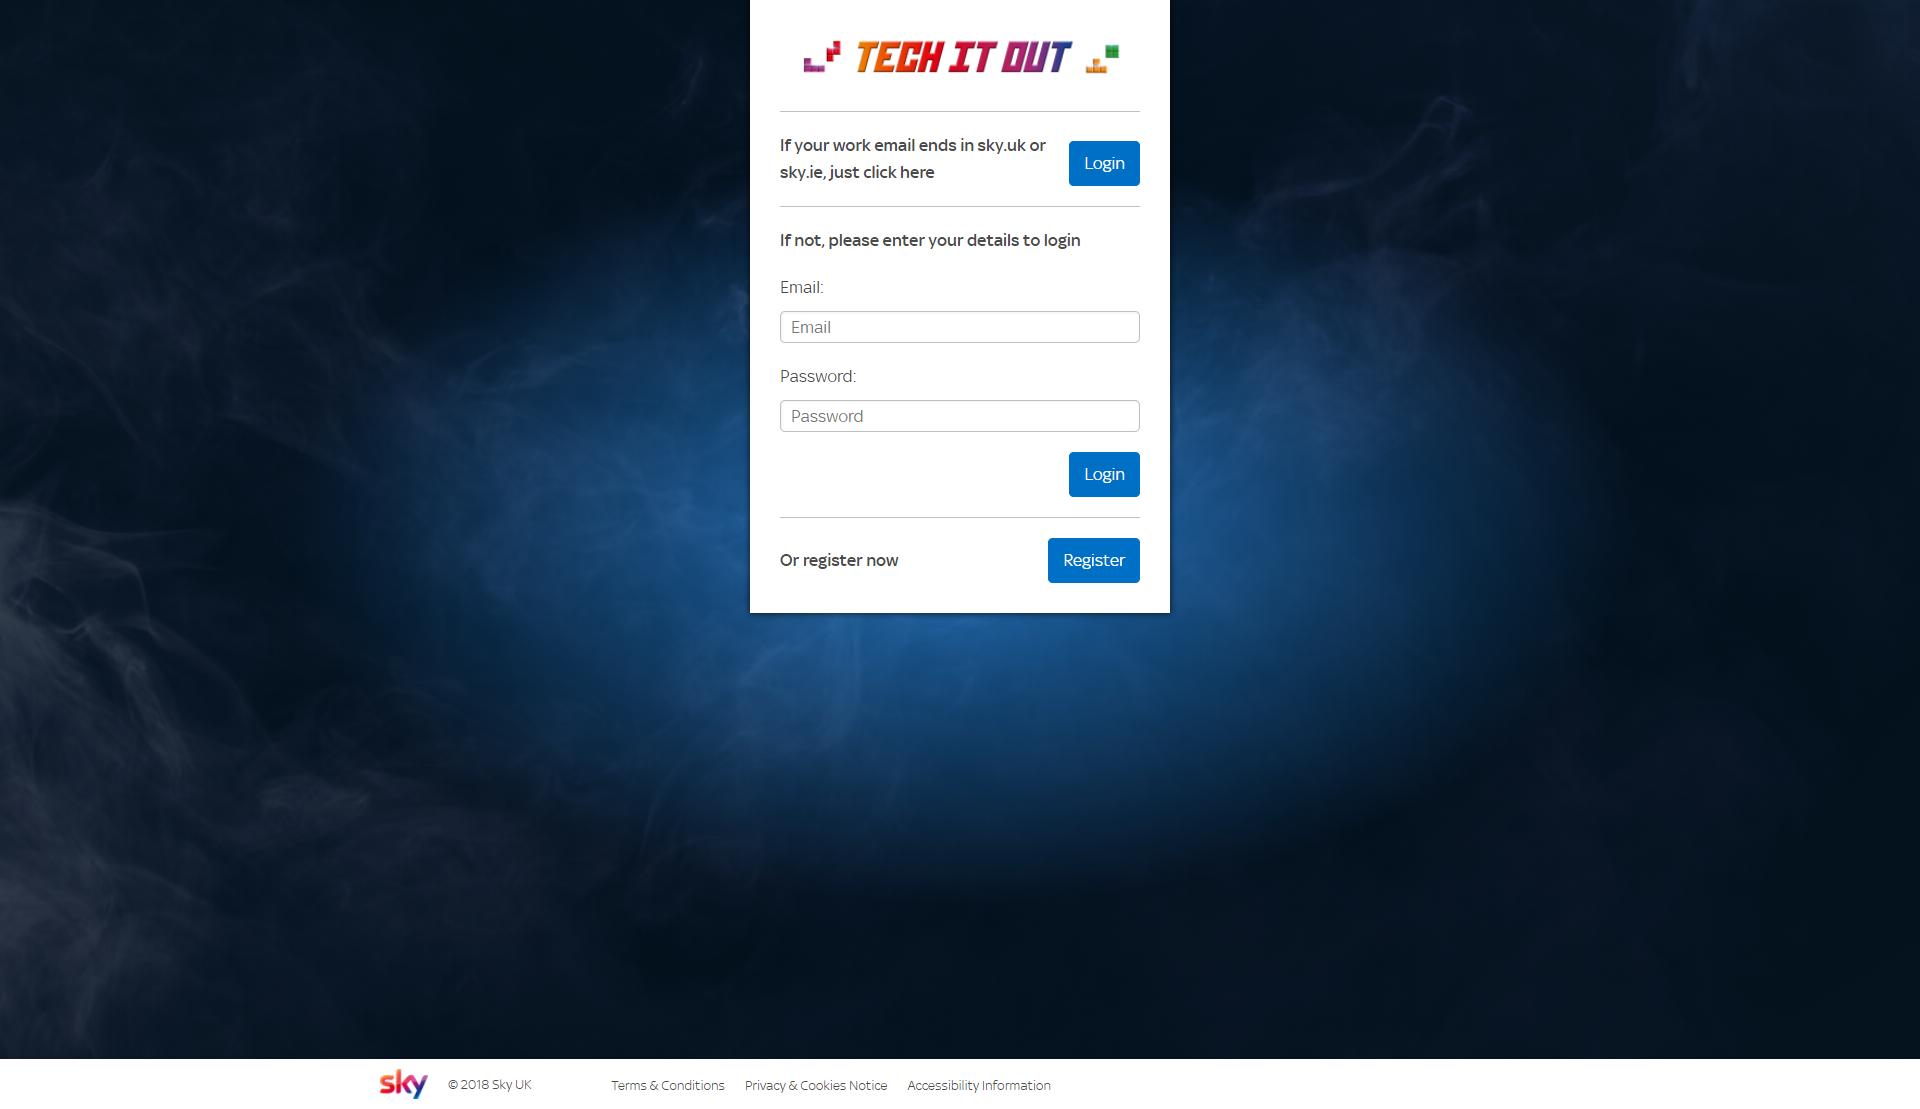 TECH IT OUT
If your work email ends in sky.uk or
sky.ie, just click here
Login
If not, please enter your details to login
Email:
Email
Password:
Password
Login
Or register now
Register
sky © 2018 Sky UK Terms & Conditions Privacy & Cookies Notice Accessibility Information